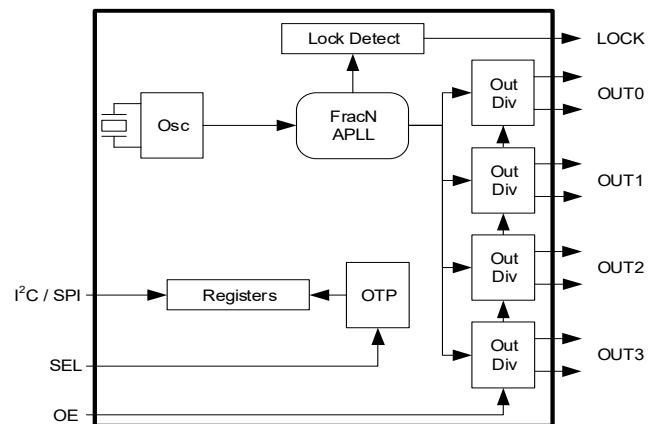 Lock Detect
LOCK
Out
Div
OUT0
Osc
FracN
APLL
Out
Div
OUT1
Out
Div
OUT2
I²C / SPI
Registers
OTP
Out
Div
OUT3
SEL
OE